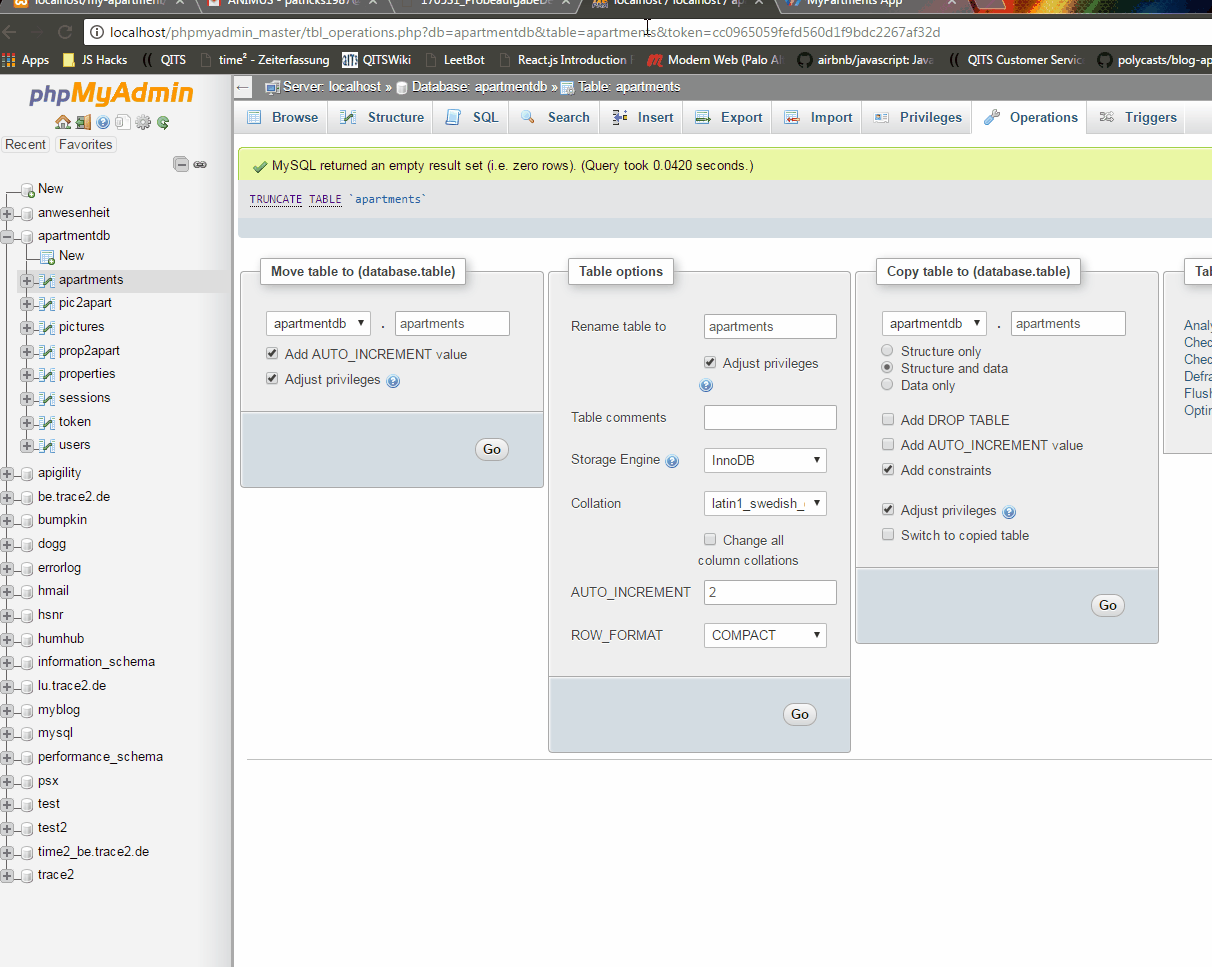 localhost/my-apartment
ANIMUS - patricks1987@
170531_ProbeaufgabeDe
localhost / localhost / ap
MyPartments App
localhost/phpmyadmin_master/tbl_operations.php?db=apartmentdb&table=apartments&token=cc0965059fefd560d1f9bdc2267af32d
Apps JS Hacks QITS time² - Zeiterfassung QITSWiki LeetBot React.js Introduction F Modern Web (Palo Al airbnb/javascript: Java QITS Customer Servic polycasts/blog-ap
phpMyAdmin
Recent Favorites
New
anwesenheit
apartmentdb
New
apartments
pic2apart
pictures
prop2apart
properties
sessions
token
users
apigility
be.trace2.de
bumpkin
dogg
errorlog
hmail
hsnr
humhub
information_schema
lu.trace2.de
myblog
mysql
performance_schema
psx
test
test2
time2_be.trace2.de
trace2
Server: localhost » Database: apartmentdb » Table: apartments
Browse Structure SQL Search Insert Export Import Privileges Operations Triggers
MySQL returned an empty result set (i.e. zero rows). (Query took 0.0420 seconds.)
TRUNCATE TABLE `apartments`
Move table to (database.table)
apartmentdb . apartments
Add AUTO_INCREMENT value
Adjust privileges
Go
Table options
Rename table to apartments
Adjust privileges
Table comments
Storage Engine InnoDB
Collation latin1_swedish_
Change all
column collations
AUTO_INCREMENT 2
ROW_FORMAT COMPACT
Go
Copy table to (database.table)
apartmentdb . apartments
Structure only
Structure and data
Data only
Add DROP TABLE
Add AUTO_INCREMENT value
Add constraints
Adjust privileges
Switch to copied table
Go
Tal
Analy
Chec
Chec
Defra
Flush
Optin